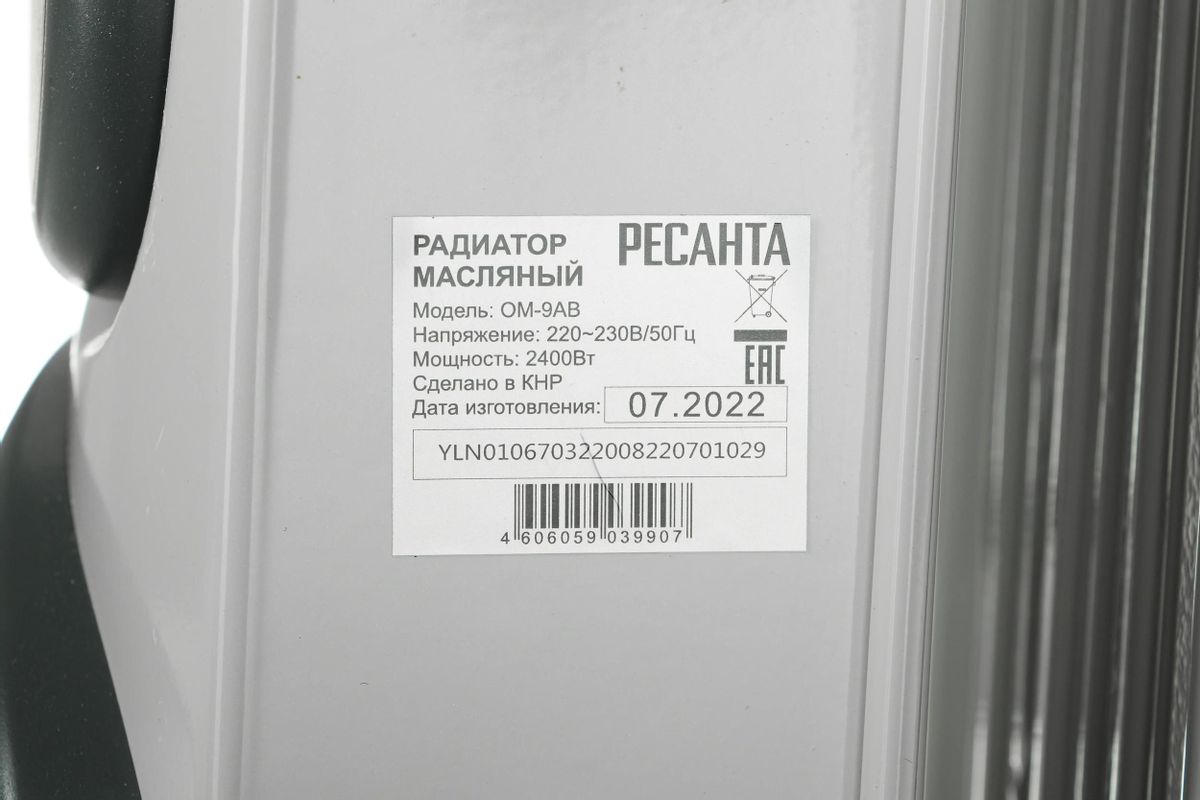 РАДИАТОР
МАСЛЯНЫЙ
РЕСАНТА
Модель: ОМ-9АВ
Напряжение: 220~230В/50Гц
Мощность: 2400Вт
Сделано в КНР
Дата изготовления: 07.2022
EAC
YLN010670322008220701029
4 606059 039907